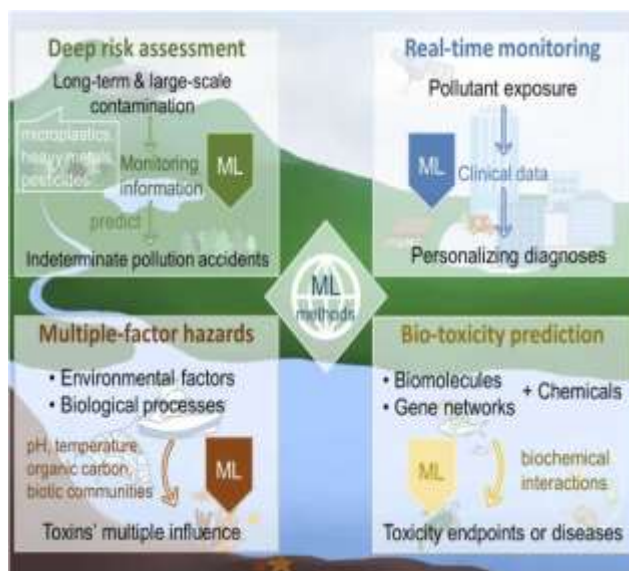 Deep risk assessment
Long-term & large-scale
contamination
microplastics,
heavy metals,
pesticides
Monitoring
information
ML
predict
Indeterminate pollution accidents
Real-time monitoring
Pollutant exposure
ML
Clinical data
Personalizing diagnoses
ML
methods
Multiple-factor hazards
• Environmental factors
• Biological processes
pH, temperature,
organic carbon,
biotic communities
ML
Toxins' multiple influence
Bio-toxicity prediction
• Biomolecules
• Gene networks
+ Chemicals
ML
biochemical
interactions
Toxicity endpoints or diseases